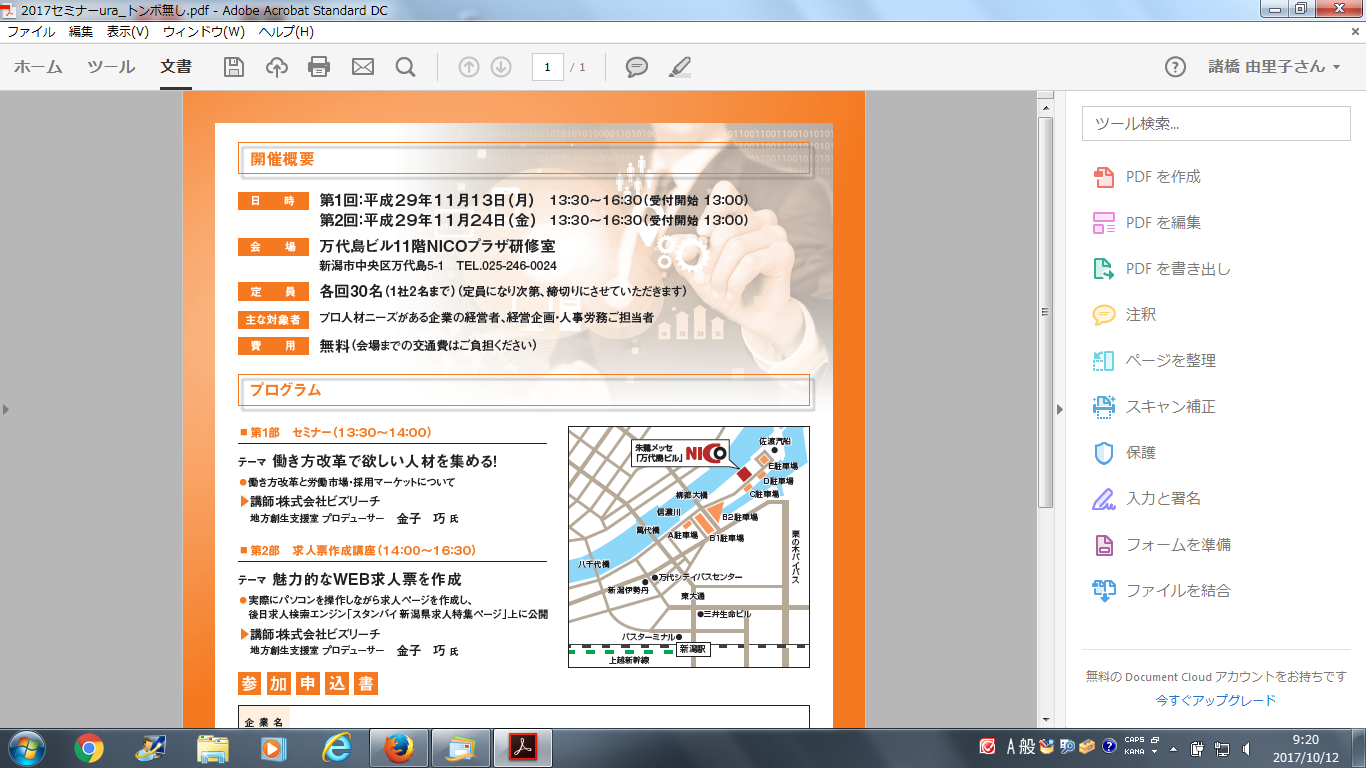 2017セミナーura_トンボ無し.pdf - Adobe Acrobat Standard DC
ファイル 編集 表示(V) ウィンドウ(W) ヘルプ(H)
ホーム ツール 文書 1 / 1 諸橋 由里子さん
開催概要
日時 第1回:平成29年11月13日(月) 13:30〜16:30(受付開始 13:00)
第2回:平成29年11月24日(金) 13:30〜16:30(受付開始 13:00)
会場 万代島ビル11階NICOプラザ研修室
新潟市中央区万代島5-1 TEL.025-246-0024
定員 各回30名(1社2名まで)(定員になり次第、締切りにさせていただきます)
主な対象者 プロ人材ニーズがある企業の経営者、経営企画・人事労務ご担当者
費用 無料(会場までの交通費はご負担ください)
プログラム
■ 第1部 セミナー(13:30〜14:00)
テーマ 働き方改革で欲しい人材を集める!
●働き方改革と労働市場・採用マーケットについて
▶講師:株式会社ビズリーチ
地方創生支援室 プロデューサー 金子 巧 氏
■ 第2部 求人票作成講座(14:00〜16:30)
テーマ 魅力的なWEB求人票を作成
●実際にパソコンを操作しながら求人ページを作成し、
後日求人検索エンジン「スタンバイ 新潟県求人特集ページ」上に公開
▶講師:株式会社ビズリーチ
地方創生支援室 プロデューサー 金子 巧 氏
朱鷺メッセ
「万代島ビル」 NICO
佐渡汽船
E駐車場
D駐車場
C駐車場
柳都大橋
信濃川
B2駐車場
萬代橋
A駐車場
B1駐車場
栗の木バイパス
八千代橋
万代シティバスセンター
新潟伊勢丹
東大通
三井生命ビル
バスターミナル
新潟駅
上越新幹線
参加申込書
企業名
ツール検索...
PDF を作成
PDF を編集
PDF を書き出し
注釈
ページを整理
スキャン補正
保護
入力と署名
フォームを準備
ファイルを結合
無料の Document Cloud アカウントをお持ちです
今すぐアップグレード
A 般 CAPS
KANA
9:20
2017/10/12